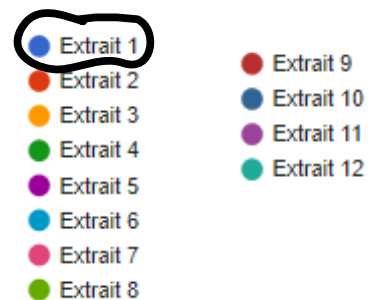 Extrait 1
Extrait 2
Extrait 3
Extrait 4
Extrait 5
Extrait 6
Extrait 7
Extrait 8
Extrait 9
Extrait 10
Extrait 11
Extrait 12